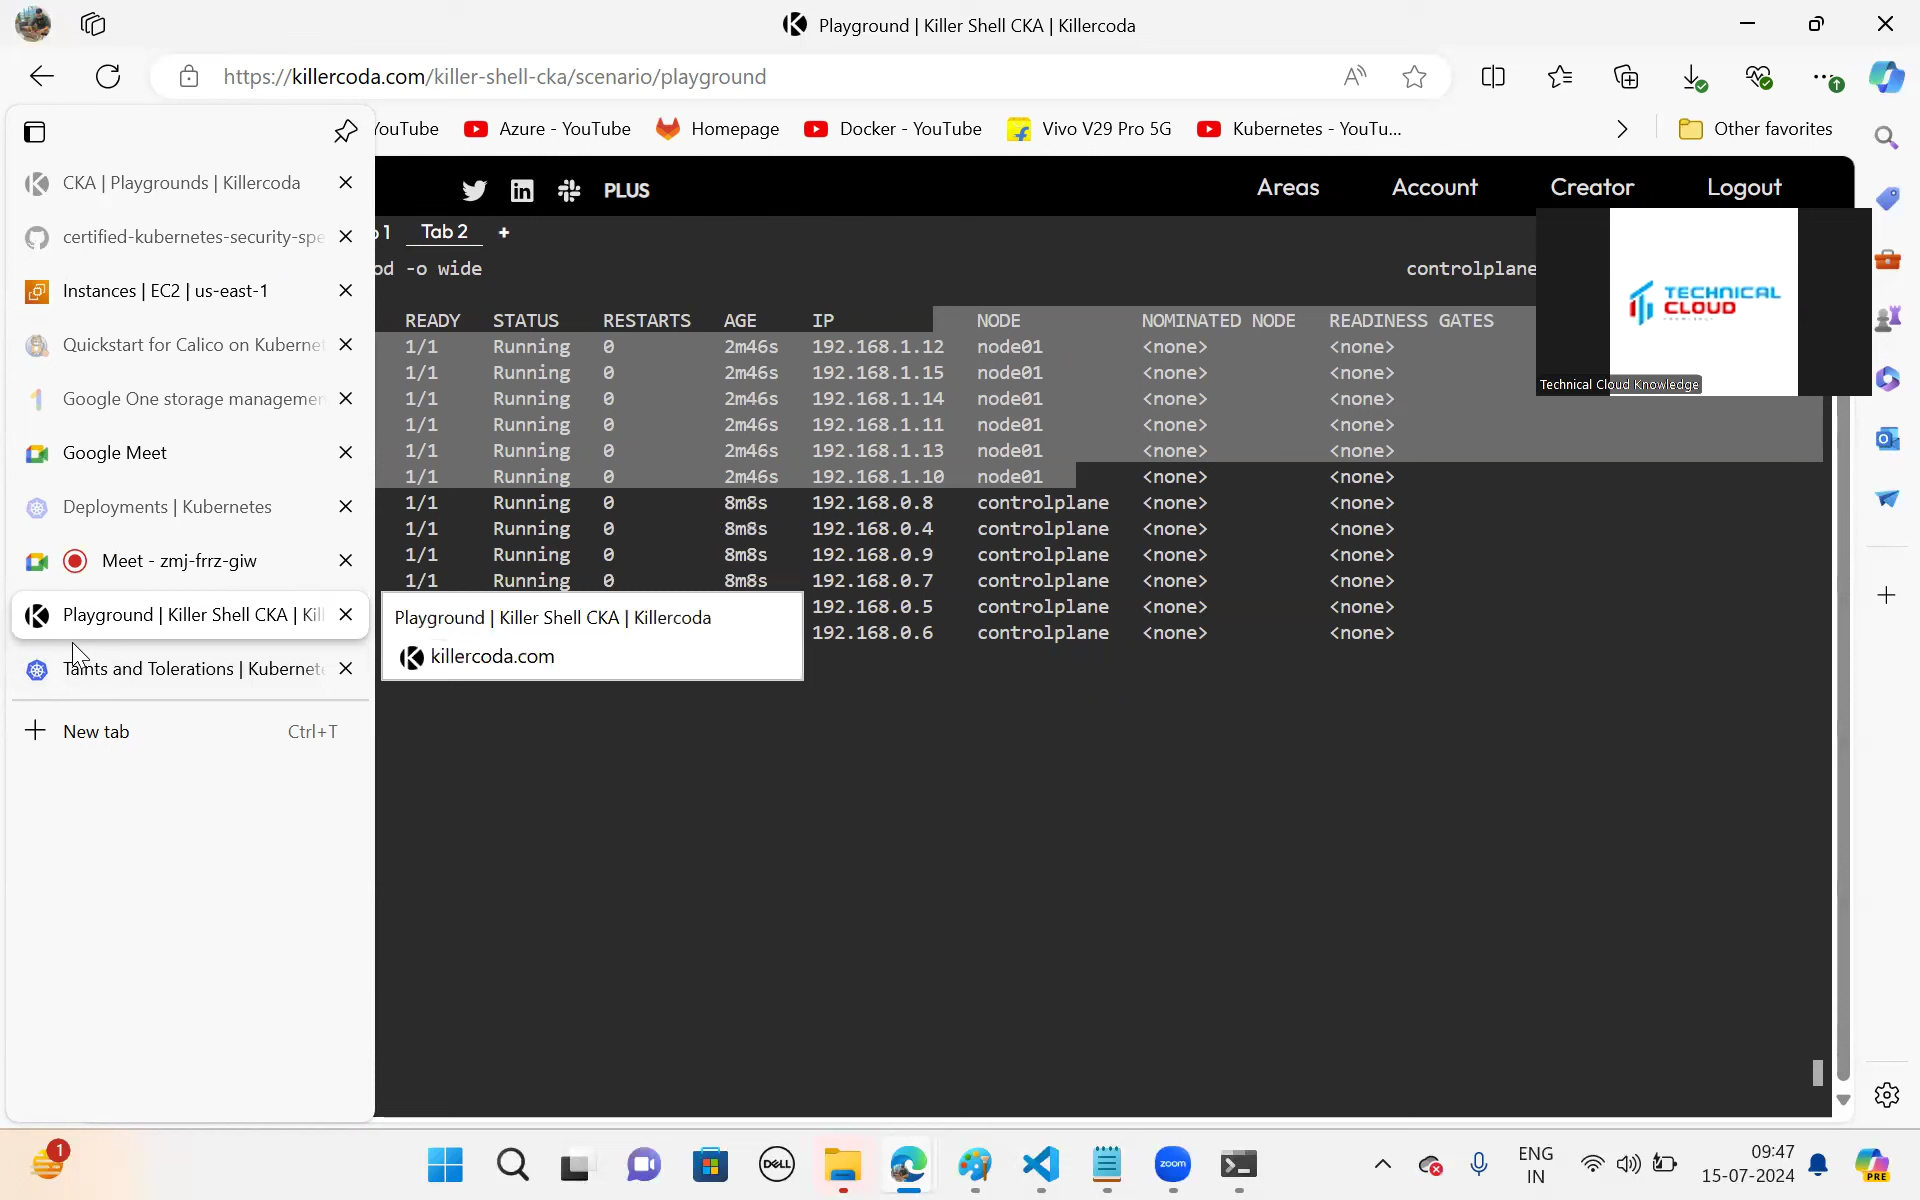 Playground | Killer Shell CKA | Killercoda
https://killercoda.com/killer-shell-cka/scenario/playground
YouTube Azure - YouTube Homepage Docker - YouTube Vivo V29 Pro 5G Kubernetes - YouTu... Other favorites
CKA | Playgrounds | Killercoda
certified-kubernetes-security-spe
Instances | EC2 | us-east-1
Quickstart for Calico on Kubernet
Google One storage managemen
Google Meet
Deployments | Kubernetes
Meet - zmj-frrz-giw
Playground | Killer Shell CKA | Kill
Taints and Tolerations | Kubernete
New tab Ctrl+T
PLUS Areas Account Creator Logout
1 Tab 2 +
od -o wide controlplane
READY STATUS RESTARTS AGE IP NODE NOMINATED NODE READINESS GATES
1/1 Running 0 2m46s 192.168.1.12 node01 <none> <none>
1/1 Running 0 2m46s 192.168.1.15 node01 <none> <none>
1/1 Running 0 2m46s 192.168.1.14 node01 <none> <none>
1/1 Running 0 2m46s 192.168.1.11 node01 <none> <none>
1/1 Running 0 2m46s 192.168.1.13 node01 <none> <none>
1/1 Running 0 2m46s 192.168.1.10 node01 <none> <none>
1/1 Running 0 8m8s 192.168.0.8 controlplane <none> <none>
1/1 Running 0 8m8s 192.168.0.4 controlplane <none> <none>
1/1 Running 0 8m8s 192.168.0.9 controlplane <none> <none>
1/1 Running 0 8m8s 192.168.0.7 controlplane <none> <none>
192.168.0.5 controlplane <none> <none>
192.168.0.6 controlplane <none> <none>
Playground | Killer Shell CKA | Killercoda
killercoda.com
TECHNICAL
CLOUD
Technical Cloud Knowledge
1
DELL
zoom
ENG
IN
09:47
15-07-2024
PRE